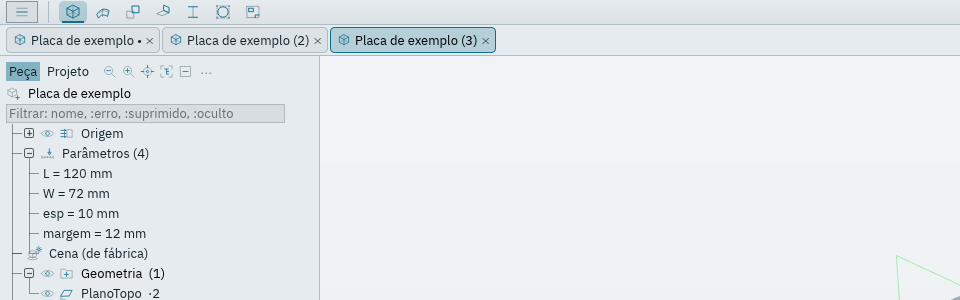 Placa de exemplo • × Placa de exemplo (2) × Placa de exemplo (3) ×
Peça Projeto ...
Placa de exemplo
Filtrar: nome, :erro, :suprimido, :oculto
Origem
Parâmetros (4)
L = 120 mm
W = 72 mm
esp = 10 mm
margem = 12 mm
Cena (de fábrica)
Geometria (1)
PlanoTopo ·2